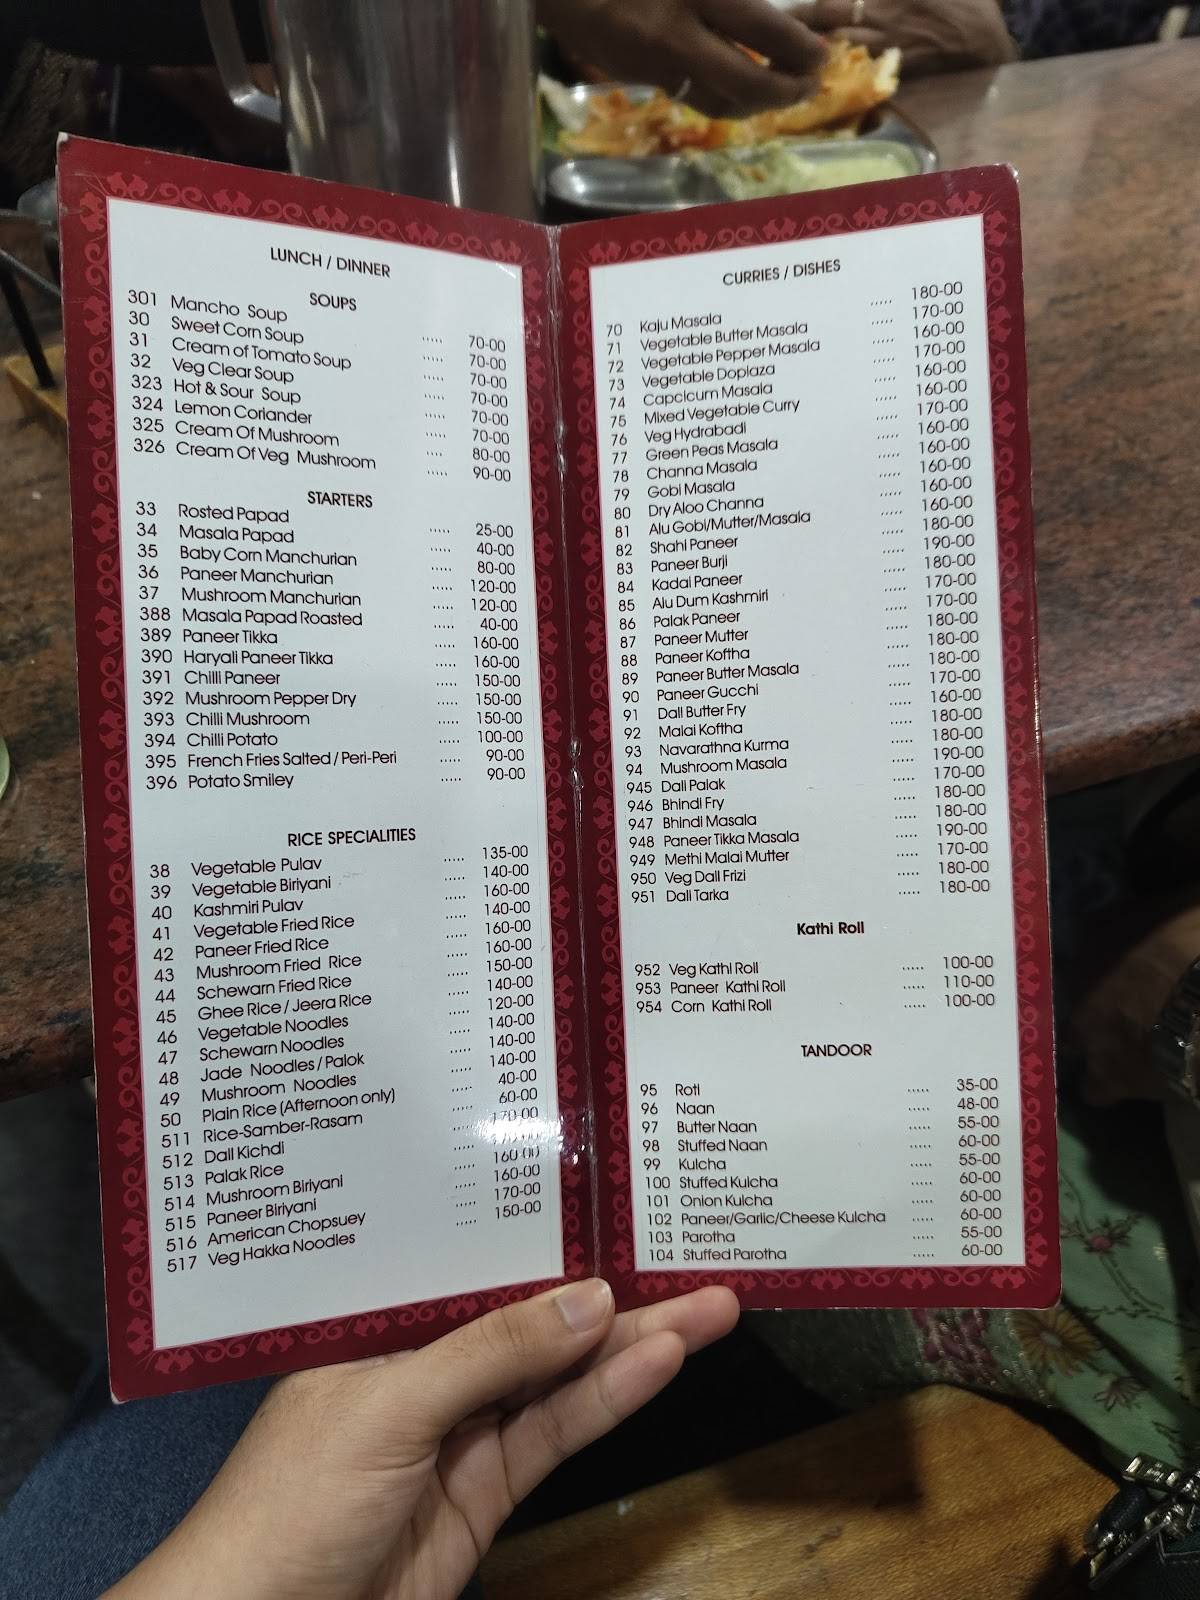 LUNCH / DINNER
SOUPS
301 Mancho Soup ..... 70-00
30 Sweet Corn Soup ..... 70-00
31 Cream of Tomato Soup ..... 70-00
32 Veg Clear Soup ..... 70-00
323 Hot & Sour Soup ..... 70-00
324 Lemon Coriander ..... 70-00
325 Cream Of Mushroom ..... 80-00
326 Cream Of Veg Mushroom ..... 90-00
STARTERS
33 Rosted Papad ..... 25-00
34 Masala Papad ..... 40-00
35 Baby Corn Manchurian ..... 80-00
36 Paneer Manchurian ..... 120-00
37 Mushroom Manchurian ..... 120-00
388 Masala Papad Roasted ..... 40-00
389 Paneer Tikka ..... 160-00
390 Haryali Paneer Tikka ..... 160-00
391 Chilli Paneer ..... 150-00
392 Mushroom Pepper Dry ..... 150-00
393 Chilli Mushroom ..... 150-00
394 Chilli Potato ..... 100-00
395 French Fries Salted / Peri-Peri ..... 90-00
396 Potato Smiley ..... 90-00
RICE SPECIALITIES
38 Vegetable Pulav ..... 135-00
39 Vegetable Biriyani ..... 140-00
40 Kashmiri Pulav ..... 160-00
41 Vegetable Fried Rice ..... 140-00
42 Paneer Fried Rice ..... 160-00
43 Mushroom Fried Rice ..... 160-00
44 Schewarn Fried Rice ..... 150-00
45 Ghee Rice / Jeera Rice ..... 140-00
46 Vegetable Noodles ..... 120-00
47 Schewarn Noodles ..... 140-00
48 Jade Noodles / Palok ..... 140-00
49 Mushroom Noodles ..... 140-00
50 Plain Rice (Afternoon only) ..... 40-00
511 Rice-Samber-Rasam ..... 60-00
512 Dall Kichdi ..... 170-00
513 Palak Rice .....
514 Mushroom Biriyani ..... 160-00
515 Paneer Biriyani ..... 160-00
516 American Chopsuey ..... 170-00
517 Veg Hakka Noodles ..... 150-00
CURRIES / DISHES
70 Kaju Masala ..... 180-00
71 Vegetable Butter Masala ..... 170-00
72 Vegetable Pepper Masala ..... 160-00
73 Vegetable Doplaza ..... 170-00
74 Capcicum Masala ..... 160-00
75 Mixed Vegetable Curry ..... 160-00
76 Veg Hydrabadi ..... 170-00
77 Green Peas Masala ..... 160-00
78 Channa Masala ..... 160-00
79 Gobi Masala ..... 160-00
80 Dry Aloo Channa ..... 160-00
81 Alu Gobi/Mutter/Masala ..... 160-00
82 Shahi Paneer ..... 180-00
83 Paneer Burji ..... 190-00
84 Kadai Paneer ..... 180-00
85 Alu Dum Kashmiri ..... 170-00
86 Palak Paneer ..... 170-00
87 Paneer Mutter ..... 180-00
88 Paneer Koftha ..... 180-00
89 Paneer Butter Masala ..... 180-00
90 Paneer Gucchi ..... 170-00
91 Dall Butter Fry ..... 160-00
92 Malai Koftha ..... 180-00
93 Navarathna Kurma ..... 180-00
94 Mushroom Masala ..... 190-00
945 Dali Palak ..... 170-00
946 Bhindi Fry ..... 180-00
947 Bhindi Masala ..... 180-00
948 Paneer Tikka Masala ..... 190-00
949 Methi Malai Mutter ..... 170-00
950 Veg Dall Frizi ..... 180-00
951 Dali Tarka ..... 180-00
Kathi Roll
952 Veg Kathi Roll ..... 100-00
953 Paneer Kathi Roll ..... 110-00
954 Corn Kathi Roll ..... 100-00
TANDOOR
95 Roti ..... 35-00
96 Naan ..... 48-00
97 Butter Naan ..... 55-00
98 Stuffed Naan ..... 60-00
99 Kulcha ..... 55-00
100 Stuffed Kulcha ..... 60-00
101 Onion Kulcha ..... 60-00
102 Paneer/Garlic/Cheese Kulcha ..... 60-00
103 Parotha ..... 55-00
104 Stuffed Parotha ..... 60-00